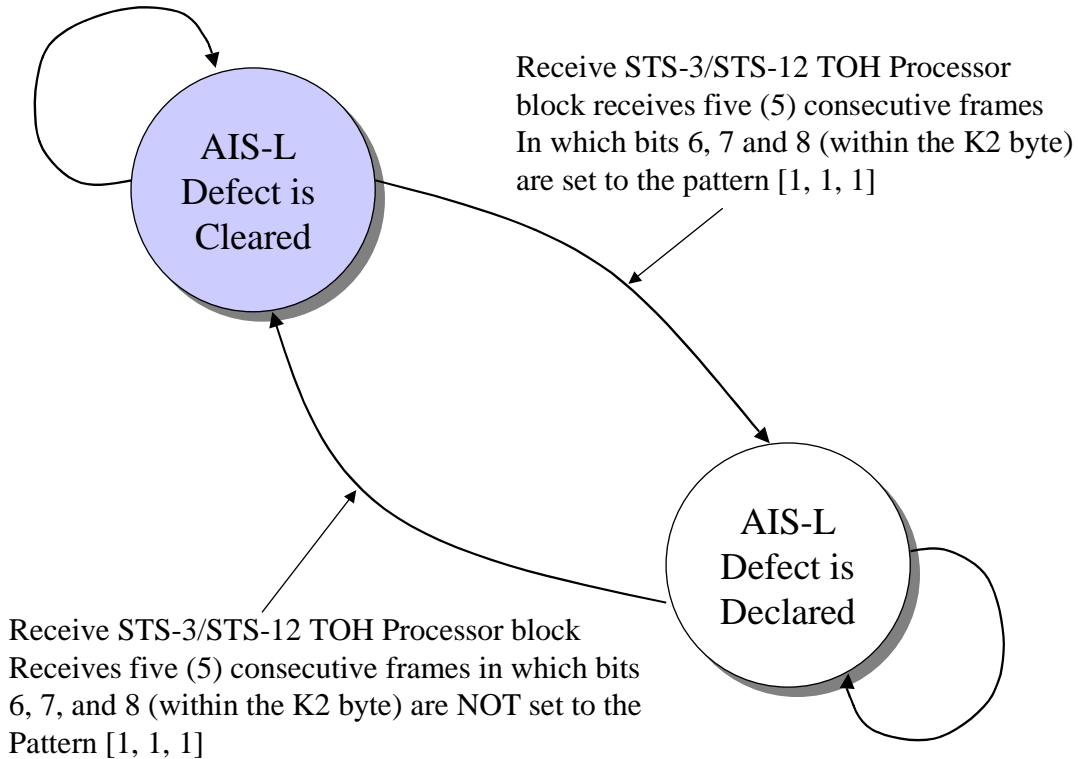 Receive STS-3/STS-12 TOH Processor
block receives five (5) consecutive frames
In which bits 6, 7 and 8 (within the K2 byte)
are set to the pattern [1, 1, 1]
AIS-L
Defect is
Cleared
AIS-L
Defect is
Declared
Receive STS-3/STS-12 TOH Processor block
Receives five (5) consecutive frames in which bits
6, 7, and 8 (within the K2 byte) are NOT set to the
Pattern [1, 1, 1]